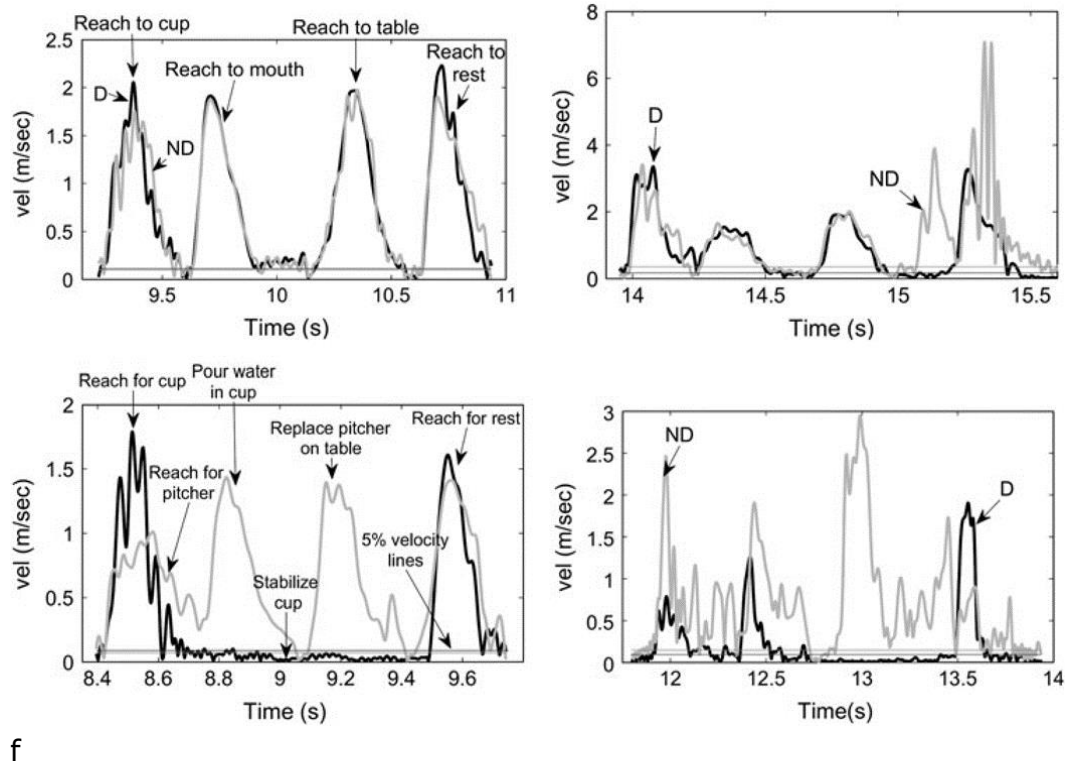 Reach to cup
Reach to table
Reach to mouth
Reach to
rest
D
ND
2.5
2
1.5
1
0.5
0
vel (m/sec)
9.5
10
10.5
11
Time (s)
8
6
4
2
0
vel (m/sec)
D
ND
14
14.5
15
15.5
Time (s)
Pour water
in cup
Reach for cup
Reach for rest
Replace pitcher
on table
Reach for
pitcher
5% velocity
lines
Stabilize
cup
2
1.5
1
0.5
0
vel (m/sec)
8.4
8.6
8.8
9
9.2
9.4
9.6
Time (s)
3
2.5
2
1.5
1
0.5
0
vel (m/sec)
ND
D
12
12.5
13
13.5
14
Time(s)
f